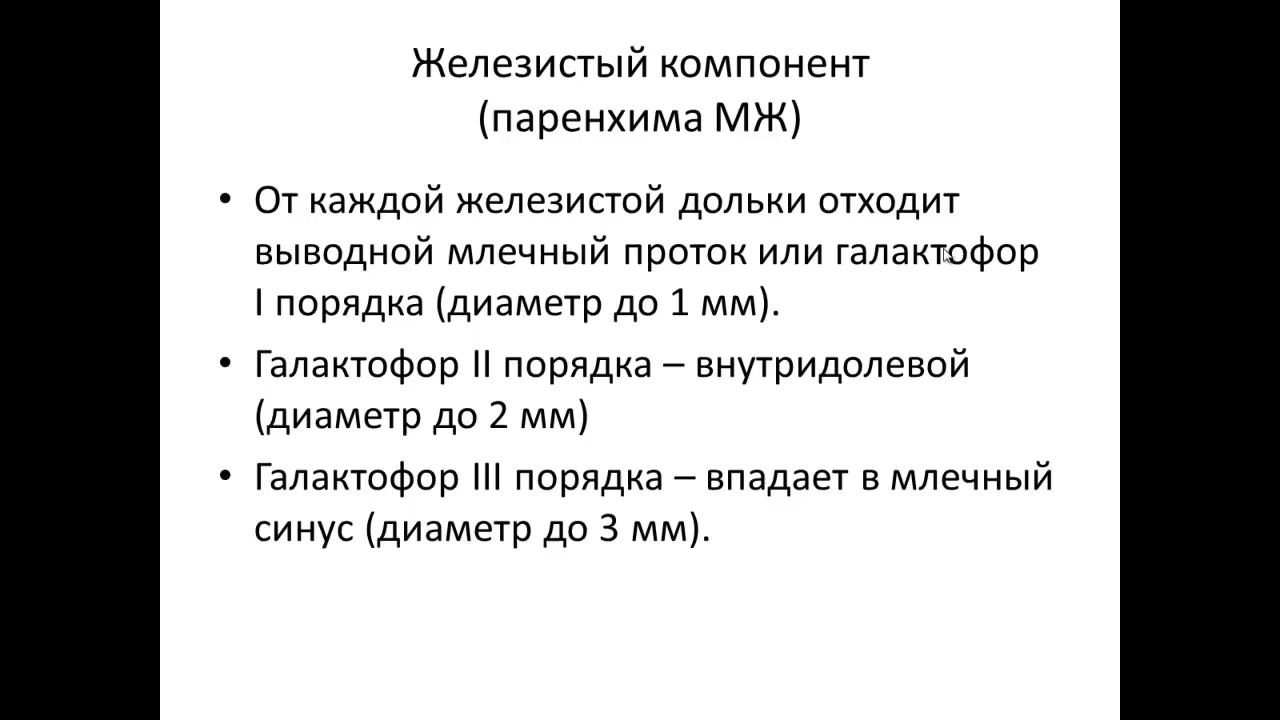 Железистый компонент
(паренхима МЖ)
• От каждой железистой дольки отходит
выводной млечный проток или галактофор
I порядка (диаметр до 1 мм).
• Галактофор II порядка – внутридолевой
(диаметр до 2 мм)
• Галактофор III порядка – впадает в млечный
синус (диаметр до 3 мм).